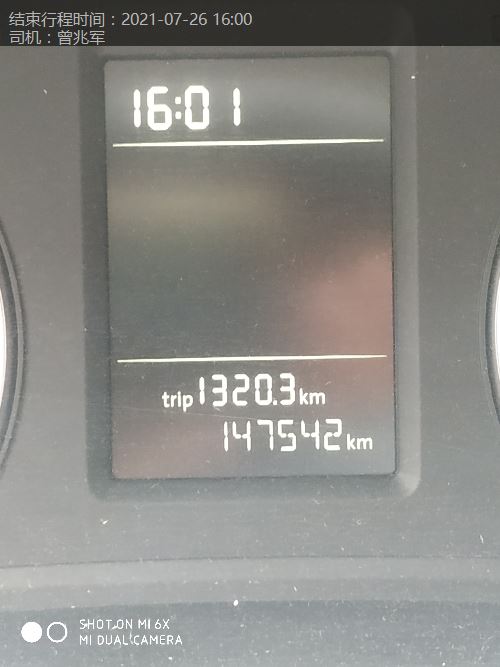 结束行程时间：2021-07-26 16:00
司机：曾兆军
16:01
trip 1320.3 km
147542 km
SHOT ON MI 6X
MI DUAL CAMERA